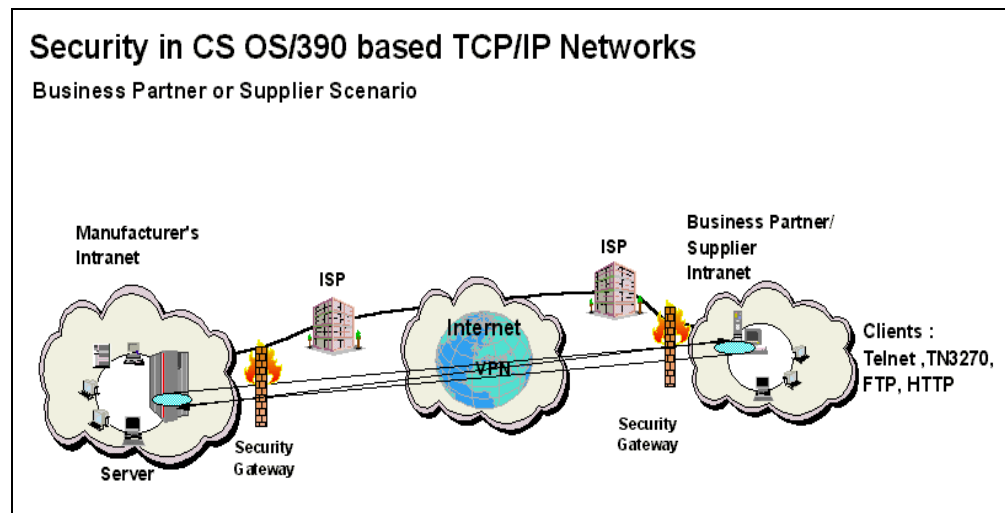 Security in CS OS/390 based TCP/IP Networks
Business Partner or Supplier Scenario
Manufacturer's
Intranet
ISP
ISP
Business Partner/
Supplier
Intranet
Internet
VPN
Clients :
Telnet ,TN3270,
FTP, HTTP
Security
Gateway
Security
Gateway
Server